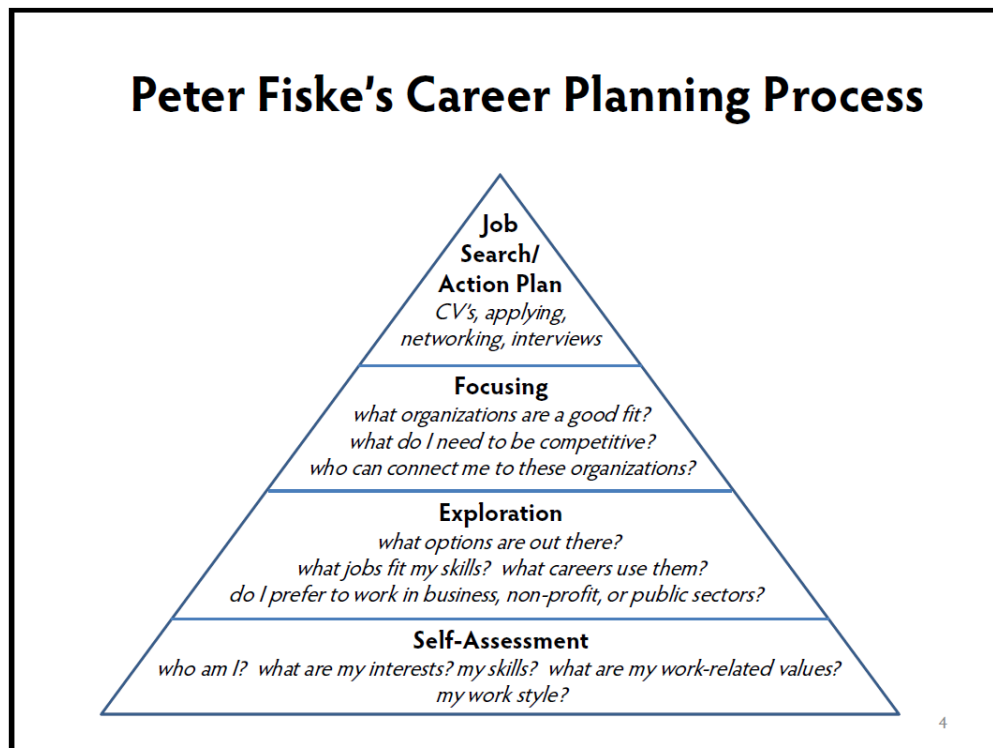 Peter Fiske's Career Planning Process
Job
Search/
Action Plan
CV's, applying,
networking, interviews
Focusing
what organizations are a good fit?
what do I need to be competitive?
who can connect me to these organizations?
Exploration
what options are out there?
what jobs fit my skills? what careers use them?
do I prefer to work in business, non-profit, or public sectors?
Self-Assessment
who am I? what are my interests? my skills? what are my work-related values?
my work style?
4